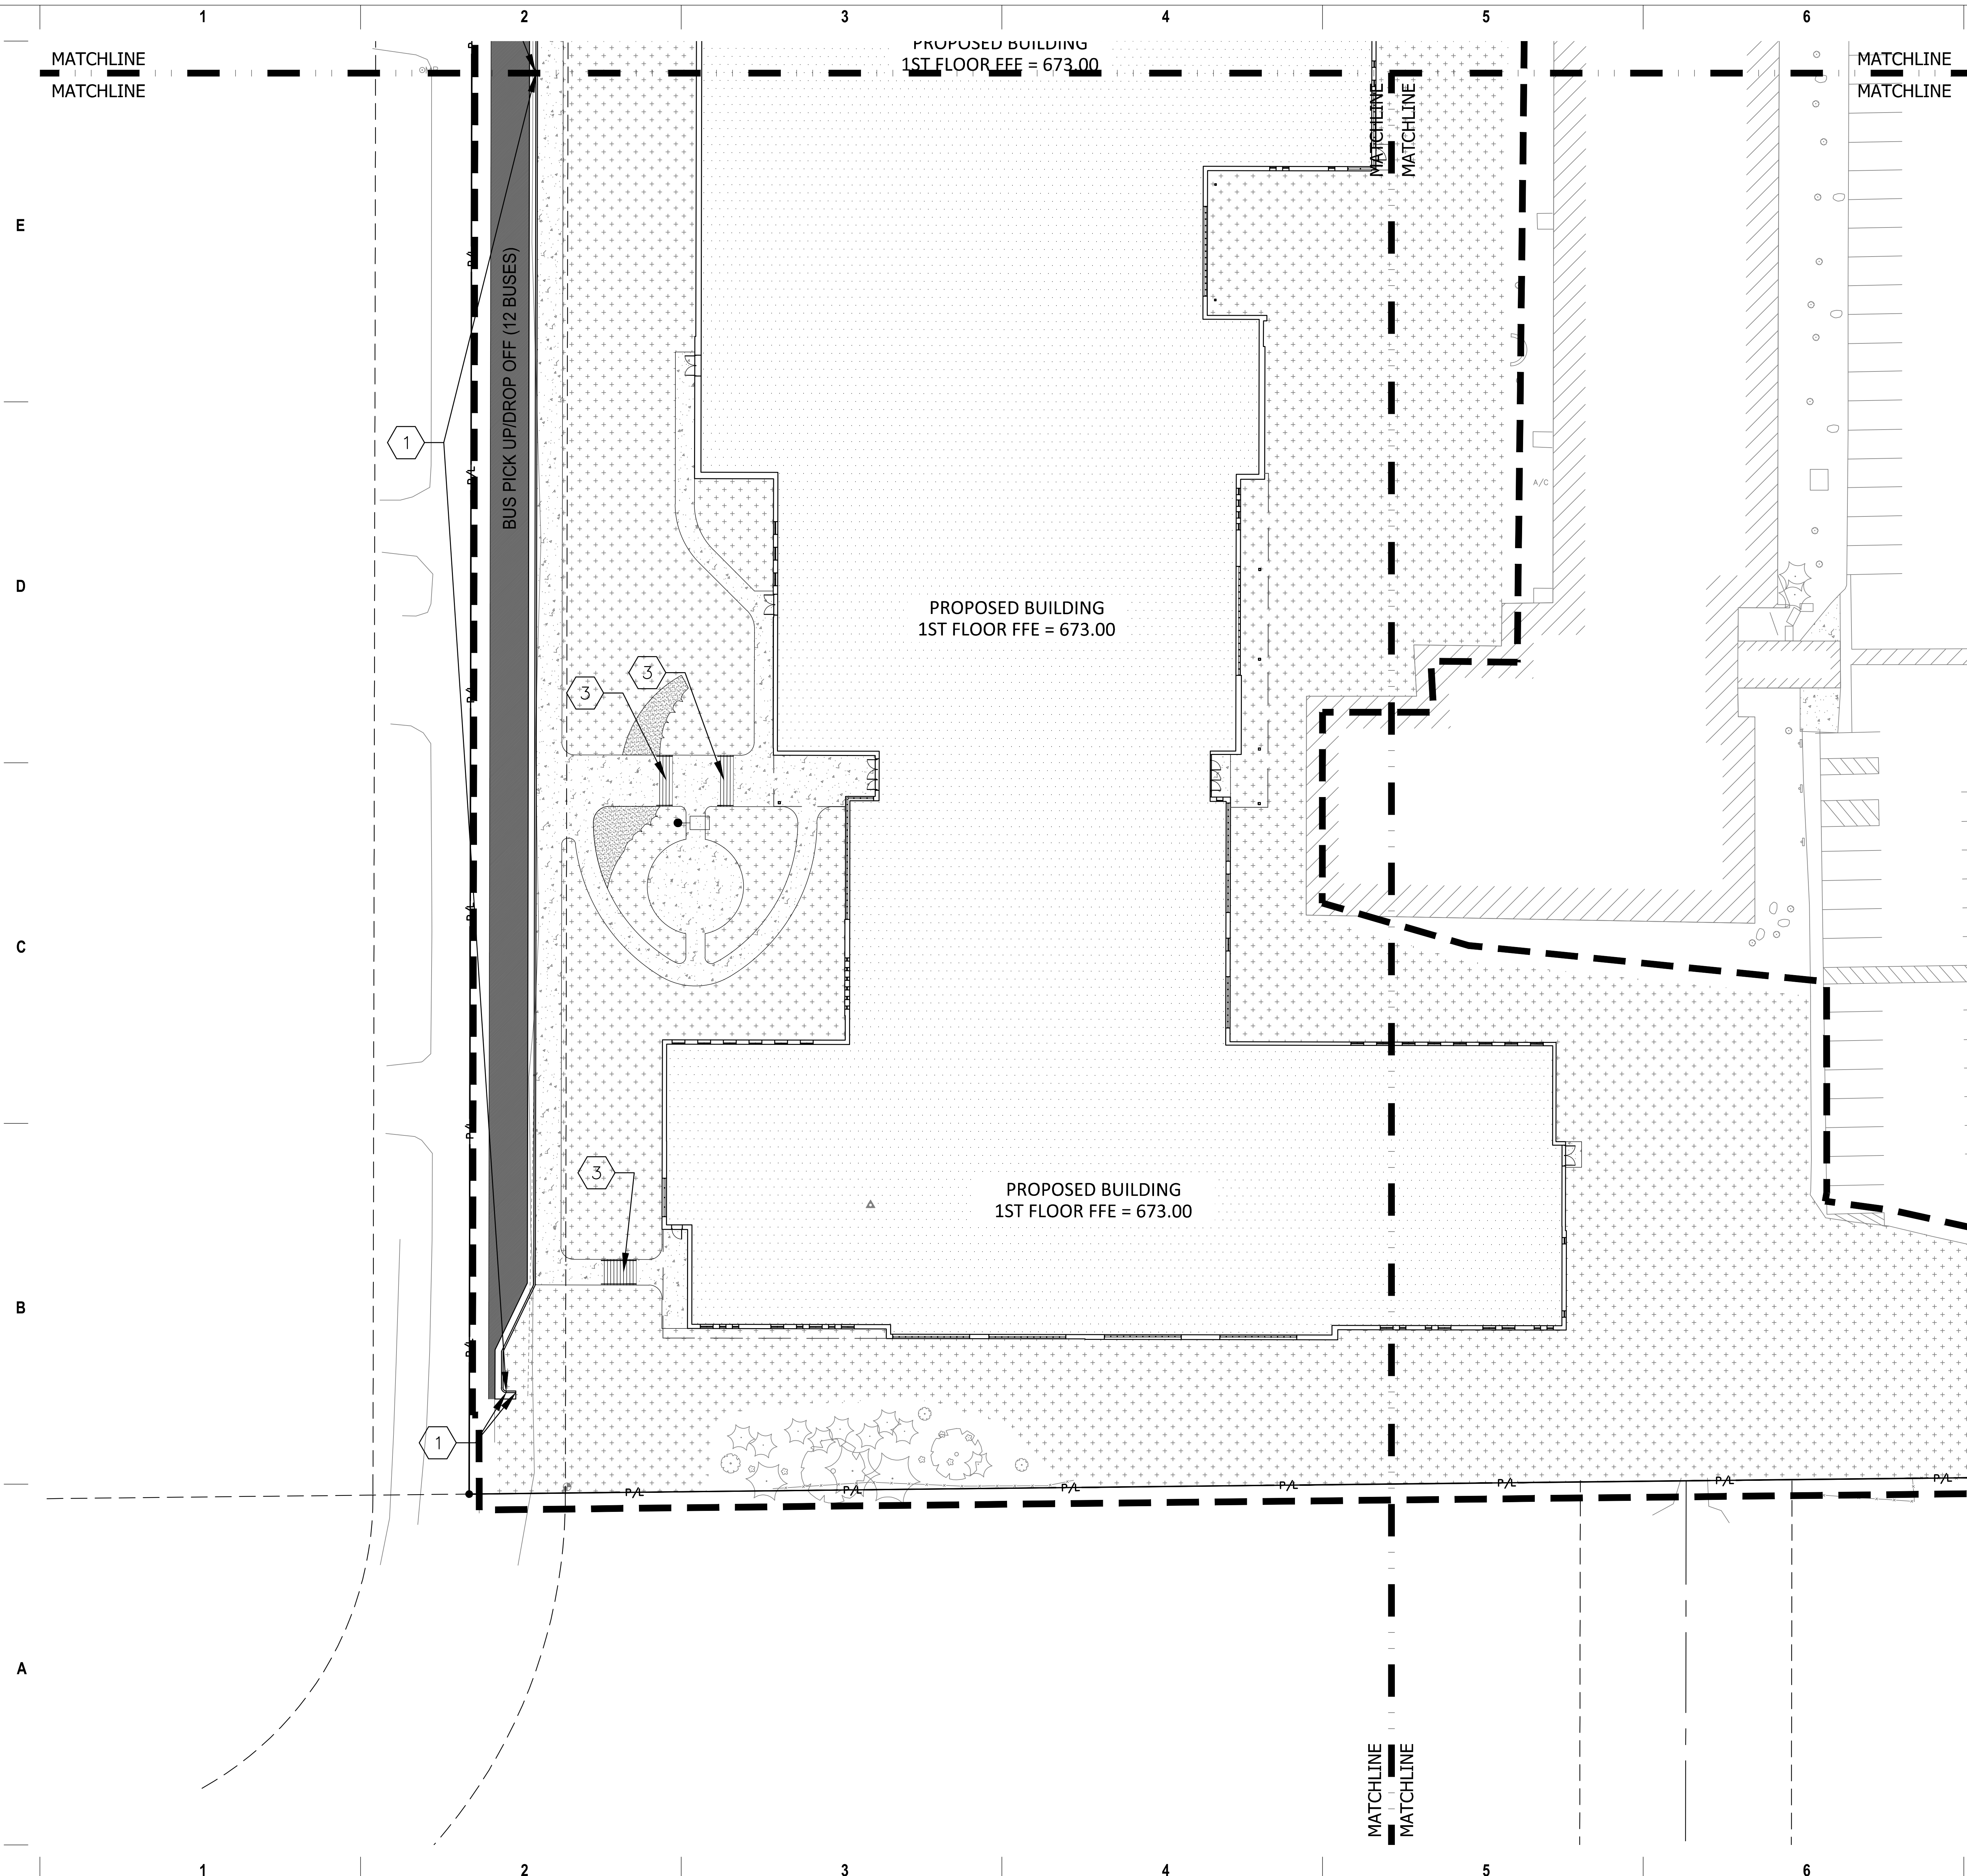 1 2 3 4 5 6
MATCHLINE
MATCHLINE
PROPOSED BUILDING
1ST FLOOR FFE = 673.00
MATCHLINE
MATCHLINE
MATCHLINE
MATCHLINE
E
P/L
P/L
BUS PICK UP/DROP OFF (12 BUSES)
1
P/L
A/C
D
PROPOSED BUILDING
1ST FLOOR FFE = 673.00
3
3
P/L
P/L
C
P/L
3
PROPOSED BUILDING
1ST FLOOR FFE = 673.00
B
P/L
1
P/L P/L P/L P/L P/L P/L P/L
A
MATCHLINE
MATCHLINE
1 2 3 4 5 6